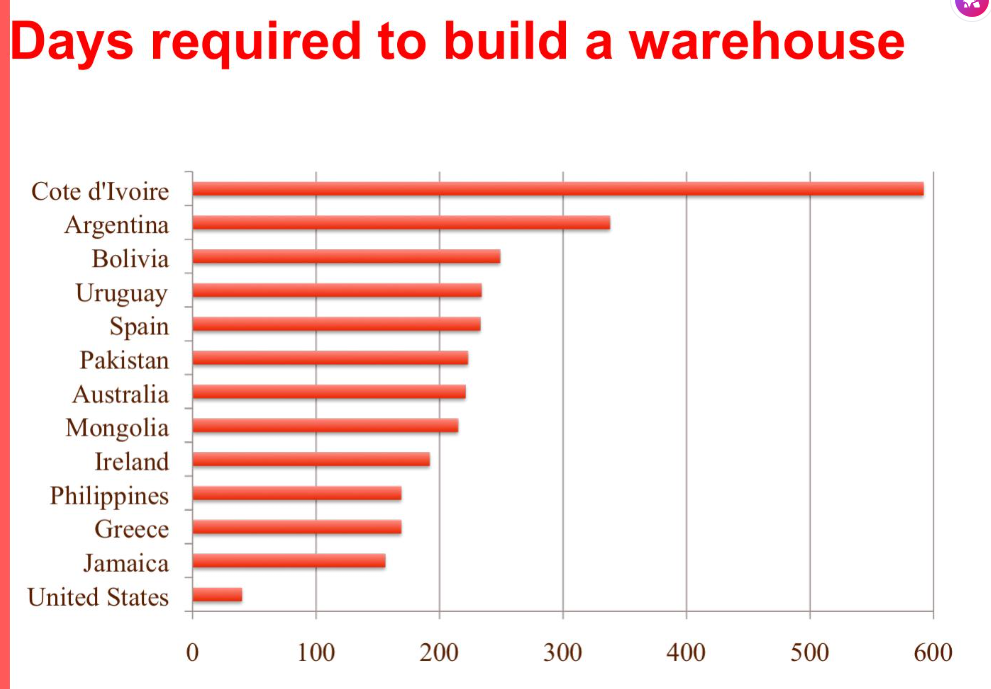 Days required to build a warehouse
Cote d'Ivoire
Argentina
Bolivia
Uruguay
Spain
Pakistan
Australia
Mongolia
Ireland
Philippines
Greece
Jamaica
United States
0 100 200 300 400 500 600